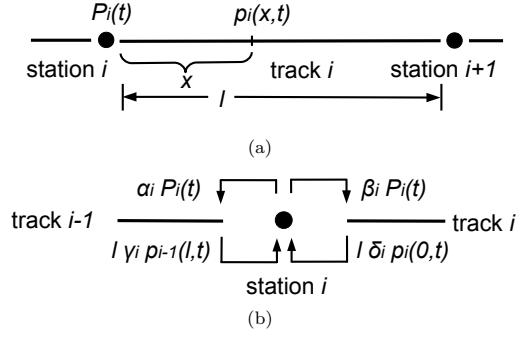 Pi(t) pi(x,t)
station i track i station i+1
x
l
(a)
αi Pi(t) βi Pi(t)
track i-1 track i
l γi pi-1(l,t) l δi pi(0,t)
station i
(b)